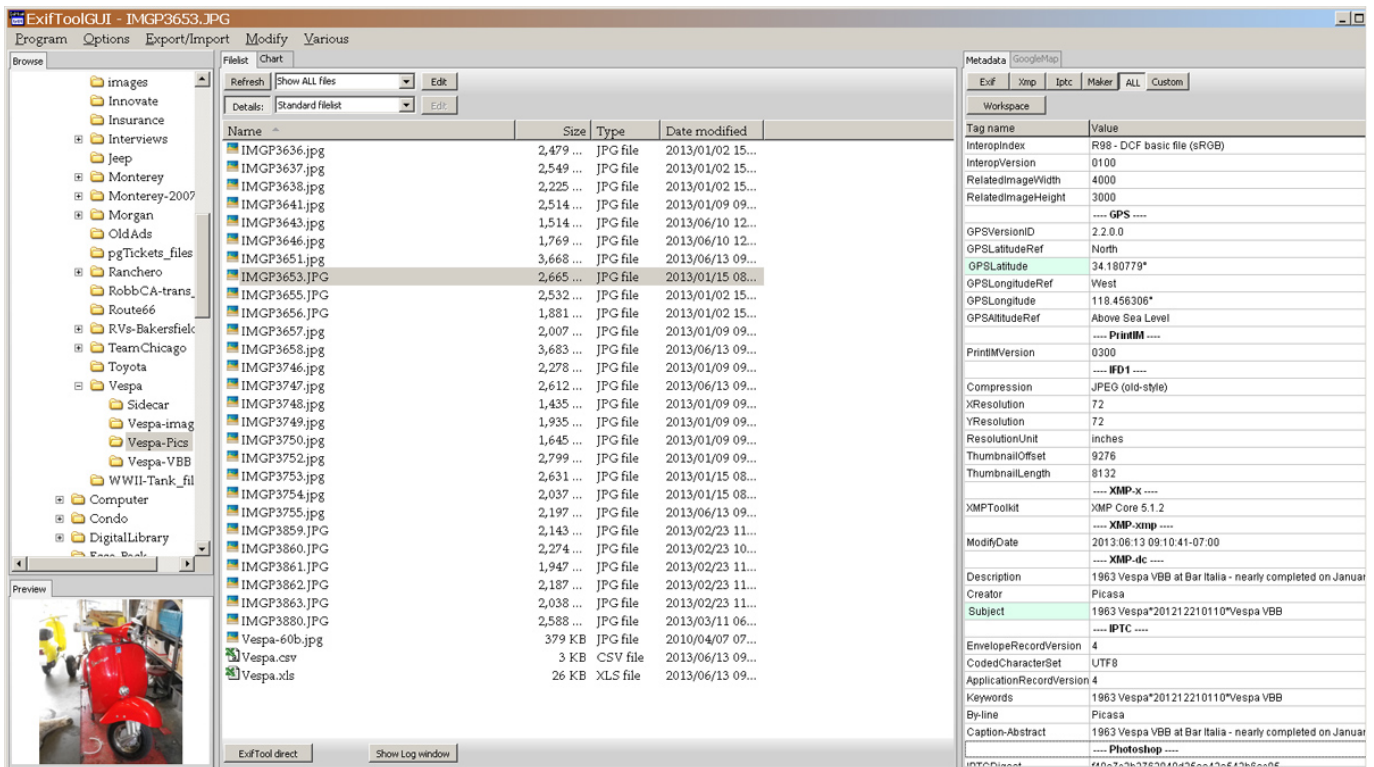 ExifToolGUI - IMGP3653.JPG
Program Options Export/Import Modify Various
Browse
images
Innovate
Insurance
Interviews
Jeep
Monterey
Monterey-2007
Morgan
OldAds
pgTickets_files
Ranchero
RobbCA-trans_
Route66
RVs-Bakersfield
TeamChicago
Toyota
Vespa
Sidecar
Vespa-imag
Vespa-Pics
Vespa-VBB
WWII-Tank_fil
Computer
Condo
DigitalLibrary
Preview
Filelist Chart
Refresh Show ALL files Edit
Details: Standard filelist Edit
Name Size Type Date modified
IMGP3636.jpg 2,479 ... JPG file 2013/01/02 15...
IMGP3637.jpg 2,549 ... JPG file 2013/01/02 15...
IMGP3638.jpg 2,225 ... JPG file 2013/01/02 15...
IMGP3641.jpg 2,514 ... JPG file 2013/01/09 09...
IMGP3643.jpg 1,514 ... JPG file 2013/06/10 12...
IMGP3646.jpg 1,769 ... JPG file 2013/06/10 12...
IMGP3651.jpg 3,668 ... JPG file 2013/06/13 09...
IMGP3653.JPG 2,665 ... JPG file 2013/01/15 08...
IMGP3655.JPG 2,532 ... JPG file 2013/01/02 15...
IMGP3656.JPG 1,881 ... JPG file 2013/01/02 15...
IMGP3657.jpg 2,007 ... JPG file 2013/01/09 09...
IMGP3658.jpg 3,683 ... JPG file 2013/06/13 09...
IMGP3746.jpg 2,278 ... JPG file 2013/01/09 09...
IMGP3747.jpg 2,612 ... JPG file 2013/06/13 09...
IMGP3748.jpg 1,435 ... JPG file 2013/01/09 09...
IMGP3749.jpg 1,935 ... JPG file 2013/01/09 09...
IMGP3750.jpg 1,645 ... JPG file 2013/01/09 09...
IMGP3752.jpg 2,799 ... JPG file 2013/01/09 09...
IMGP3753.jpg 2,631 ... JPG file 2013/01/15 08...
IMGP3754.jpg 2,037 ... JPG file 2013/01/15 08...
IMGP3755.jpg 2,197 ... JPG file 2013/06/13 09...
IMGP3859.JPG 2,143 ... JPG file 2013/02/23 11...
IMGP3860.JPG 2,274 ... JPG file 2013/02/23 10...
IMGP3861.JPG 1,947 ... JPG file 2013/02/23 11...
IMGP3862.JPG 2,187 ... JPG file 2013/02/23 11...
IMGP3863.JPG 2,038 ... JPG file 2013/02/23 11...
IMGP3880.JPG 2,588 ... JPG file 2013/03/11 06...
Vespa-60b.jpg 379 KB JPG file 2010/04/07 07...
Vespa.csv 3 KB CSV file 2013/06/13 09...
Vespa.xls 26 KB XLS file 2013/06/13 09...
ExifTool direct Show Log window
Metadata GoogleMap
Exif Xmp Iptc Maker ALL Custom
Workspace
Tag name Value
InteropIndex R98 - DCF basic file (sRGB)
InteropVersion 0100
RelatedImageWidth 4000
RelatedImageHeight 3000
---- GPS ----
GPSVersionID 2.2.0.0
GPSLatitudeRef North
GPSLatitude 34.180779°
GPSLongitudeRef West
GPSLongitude 118.456306°
GPSAltitudeRef Above Sea Level
---- PrintIM ----
PrintIMVersion 0300
---- IFD1 ----
Compression JPEG (old-style)
XResolution 72
YResolution 72
ResolutionUnit inches
ThumbnailOffset 9276
ThumbnailLength 8132
---- XMP-x ----
XMPToolkit XMP Core 5.1.2
---- XMP-xmp ----
ModifyDate 2013:06:13 09:10:41-07:00
---- XMP-dc ----
Description 1963 Vespa VBB at Bar Italia - nearly completed on Januar
Creator Picasa
Subject 1963 Vespa*201212210110*Vespa VBB
---- IPTC ----
EnvelopeRecordVersion 4
CodedCharacterSet UTF8
ApplicationRecordVersion 4
Keywords 1963 Vespa*201212210110*Vespa VBB
By-line Picasa
Caption-Abstract 1963 Vespa VBB at Bar Italia - nearly completed on Januar
---- Photoshop ----